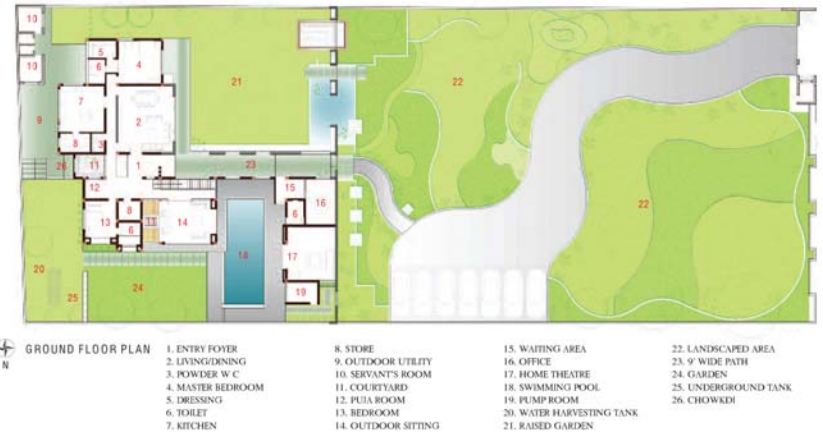 10
5
6
4
10
21
22
7
2
9
8
3
26
11
1
23
12
15
16
13
8
6
14
6
18
17
22
20
25
24
19
N
GROUND FLOOR PLAN
1. ENTRY FOYER
2. LIVING/DINING
3. POWDER W C
4. MASTER BEDROOM
5. DRESSING
6. TOILET
7. KITCHEN
8. STORE
9. OUTDOOR UTILITY
10. SERVANT'S ROOM
11. COURTYARD
12. PUJA ROOM
13. BEDROOM
14. OUTDOOR SITTING
15. WAITING AREA
16. OFFICE
17. HOME THEATRE
18. SWIMMING POOL
19. PUMP ROOM
20. WATER HARVESTING TANK
21. RAISED GARDEN
22. LANDSCAPED AREA
23. 9' WIDE PATH
24. GARDEN
25. UNDERGROUND TANK
26. CHOWKDI